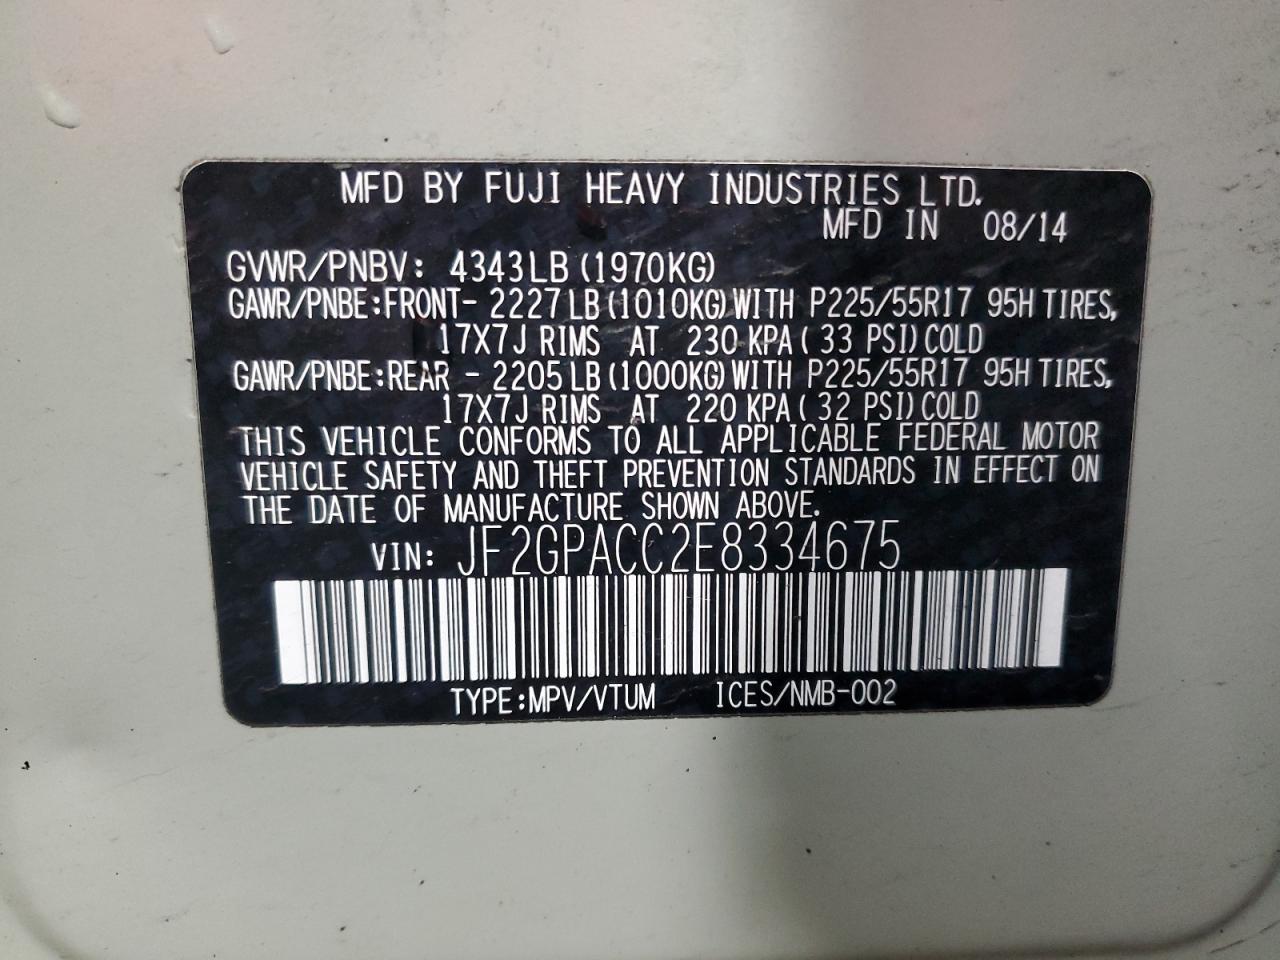 MFD BY FUJI HEAVY INDUSTRIES LTD.
MFD IN 08/14
GVWR/PNBV: 4343LB (1970KG)
GAWR/PNBE:FRONT- 2227LB (1010KG) WITH P225/55R17 95H TIRES,
17X7J RIMS AT 230 KPA ( 33 PSI) COLD
GAWR/PNBE:REAR - 2205LB (1000KG) WITH P225/55R17 95H TIRES,
17X7J RIMS AT 220 KPA ( 32 PSI) COLD
THIS VEHICLE CONFORMS TO ALL APPLICABLE FEDERAL MOTOR
VEHICLE SAFETY AND THEFT PREVENTION STANDARDS IN EFFECT ON
THE DATE OF MANUFACTURE SHOWN ABOVE.
VIN: JF2GPACC2E8334675
TYPE:MPV/VTUM ICES/NMB-002